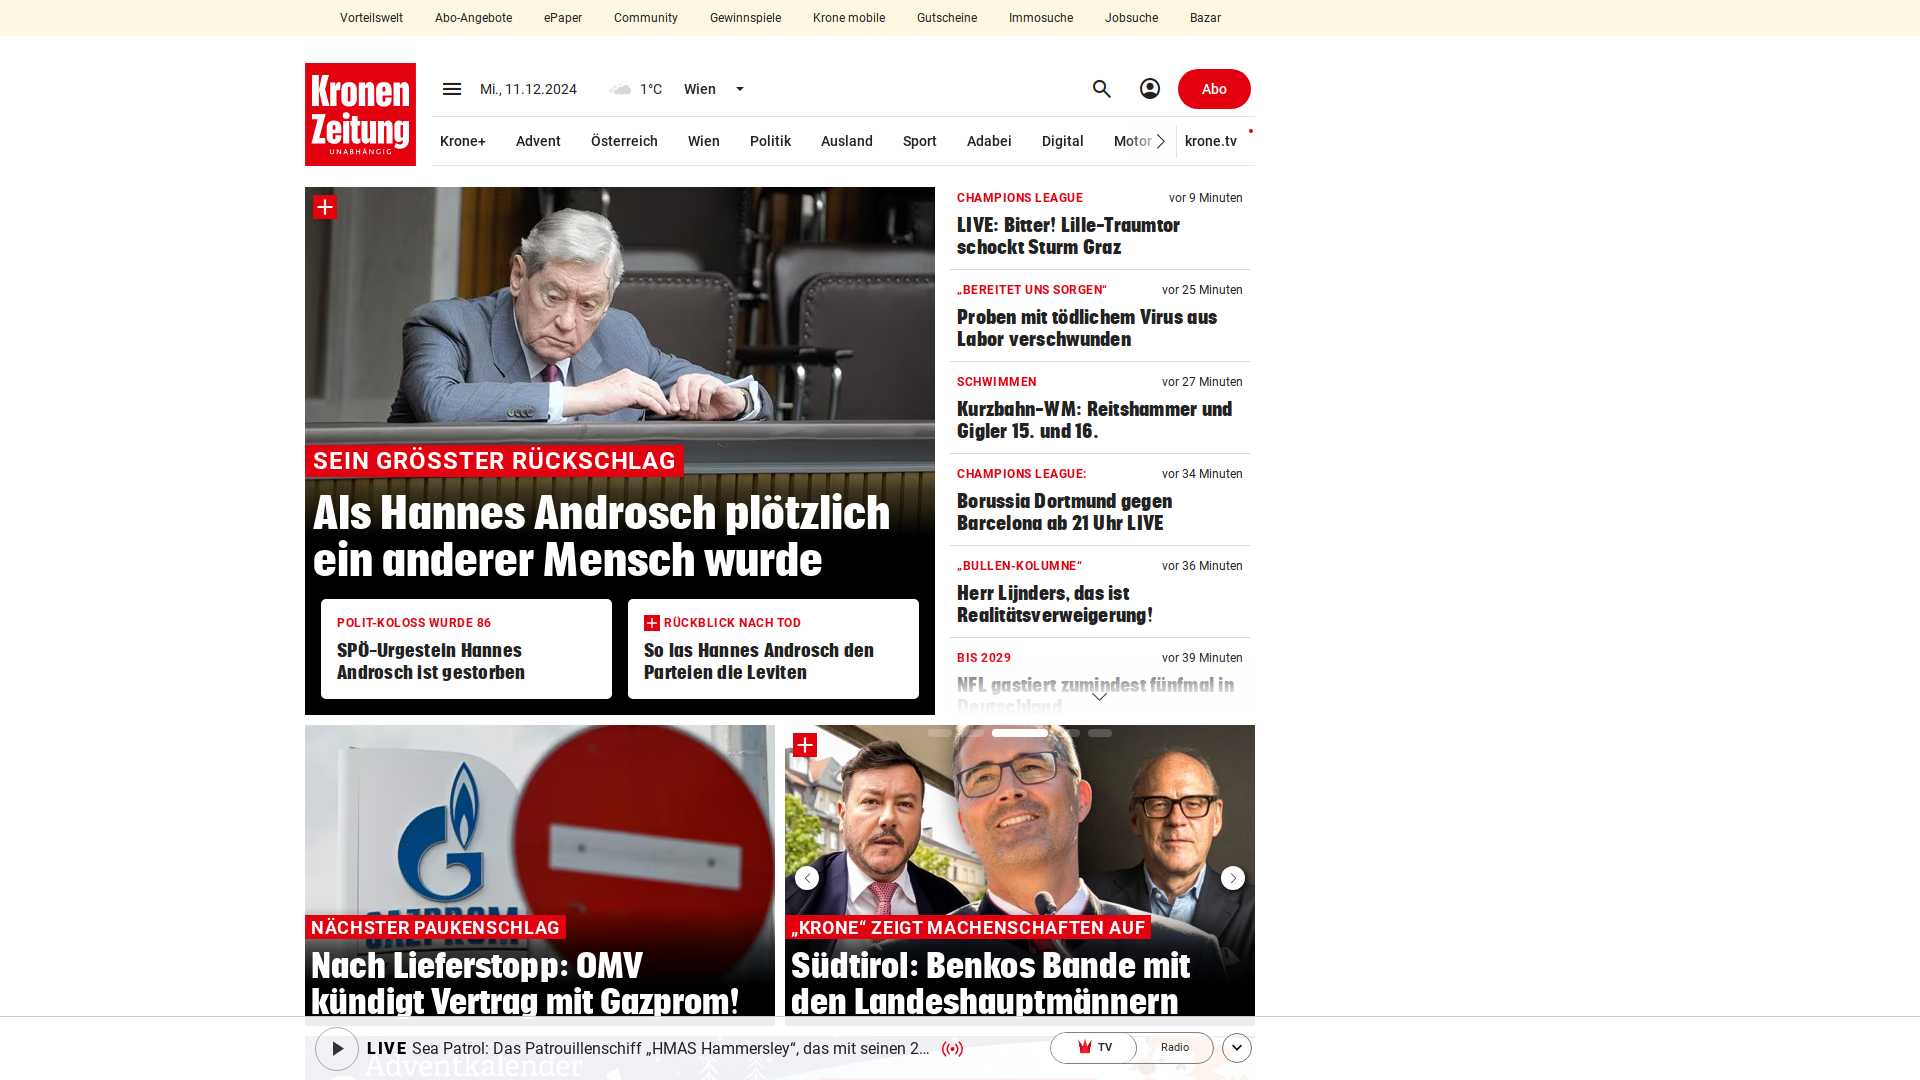 Vorteilswelt Abo-Angebote ePaper Community Gewinnspiele Krone mobile Gutscheine Immosuche Jobsuche Bazar
Kronen
Zeitung
UNABHÄNGIG
Mi., 11.12.2024 1°C Wien Abo
Krone+ Advent Österreich Wien Politik Ausland Sport Adabei Digital Motor krone.tv
SEIN GRÖSSTER RÜCKSCHLAG
Als Hannes Androsch plötzlich
ein anderer Mensch wurde
POLIT-KOLOSS WURDE 86
SPÖ-Urgestein Hannes
Androsch ist gestorben
RÜCKBLICK NACH TOD
So las Hannes Androsch den
Parteien die Leviten
CHAMPIONS LEAGUE vor 9 Minuten
LIVE: Bitter! Lille-Traumtor
schockt Sturm Graz
„BEREITET UNS SORGEN“ vor 25 Minuten
Proben mit tödlichem Virus aus
Labor verschwunden
SCHWIMMEN vor 27 Minuten
Kurzbahn-WM: Reitshammer und
Gigler 15. und 16.
CHAMPIONS LEAGUE: vor 34 Minuten
Borussia Dortmund gegen
Barcelona ab 21 Uhr LIVE
„BULLEN-KOLUMNE“ vor 36 Minuten
Herr Lijnders, das ist
Realitätsverweigerung!
BIS 2029 vor 39 Minuten
NFL gastiert zumindest fünfmal in
Deutschland
GAZPROM
NÄCHSTER PAUKENSCHLAG
Nach Lieferstopp: OMV
kündigt Vertrag mit Gazprom!
„KRONE“ ZEIGT MACHENSCHAFTEN AUF
Südtirol: Benkos Bande mit
den Landeshauptmännern
LIVE Sea Patrol: Das Patrouillenschiff „HMAS Hammersley“, das mit seinen 2... TV Radio
Adventkalender